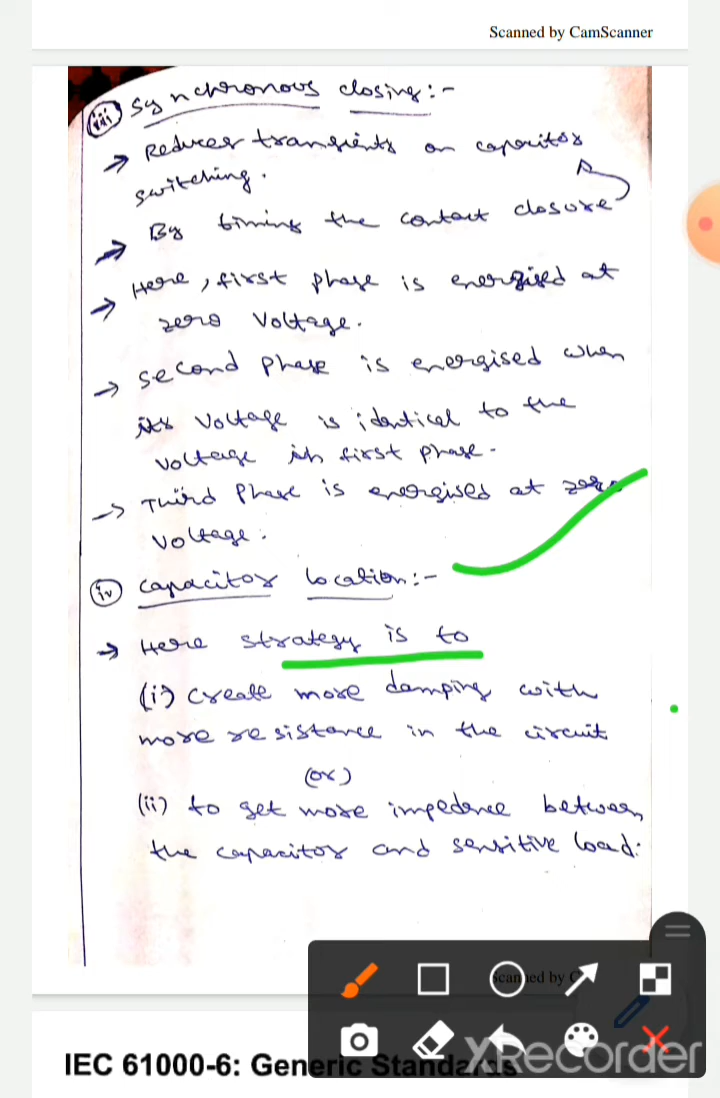 Scanned by CamScanner
(iii) Synchronous closing:-
→ Reduces transients on capacitor
switching.
→ By timing the contact closure
→ Here, first phase is energised at
zero voltage.
→ Second phase is energised when
its voltage is identical to the
voltage in first phase.
→ Third phase is energised at zero
voltage.
(iv) capacitor location:-
→ Here strategy is to
(i) create more damping with
more resistance in the circuit
(or)
(ii) to get more impedence between
the capacitor and sensitive load.
Scanned by C
IEC 61000-6: Generic Standards
XRecorder